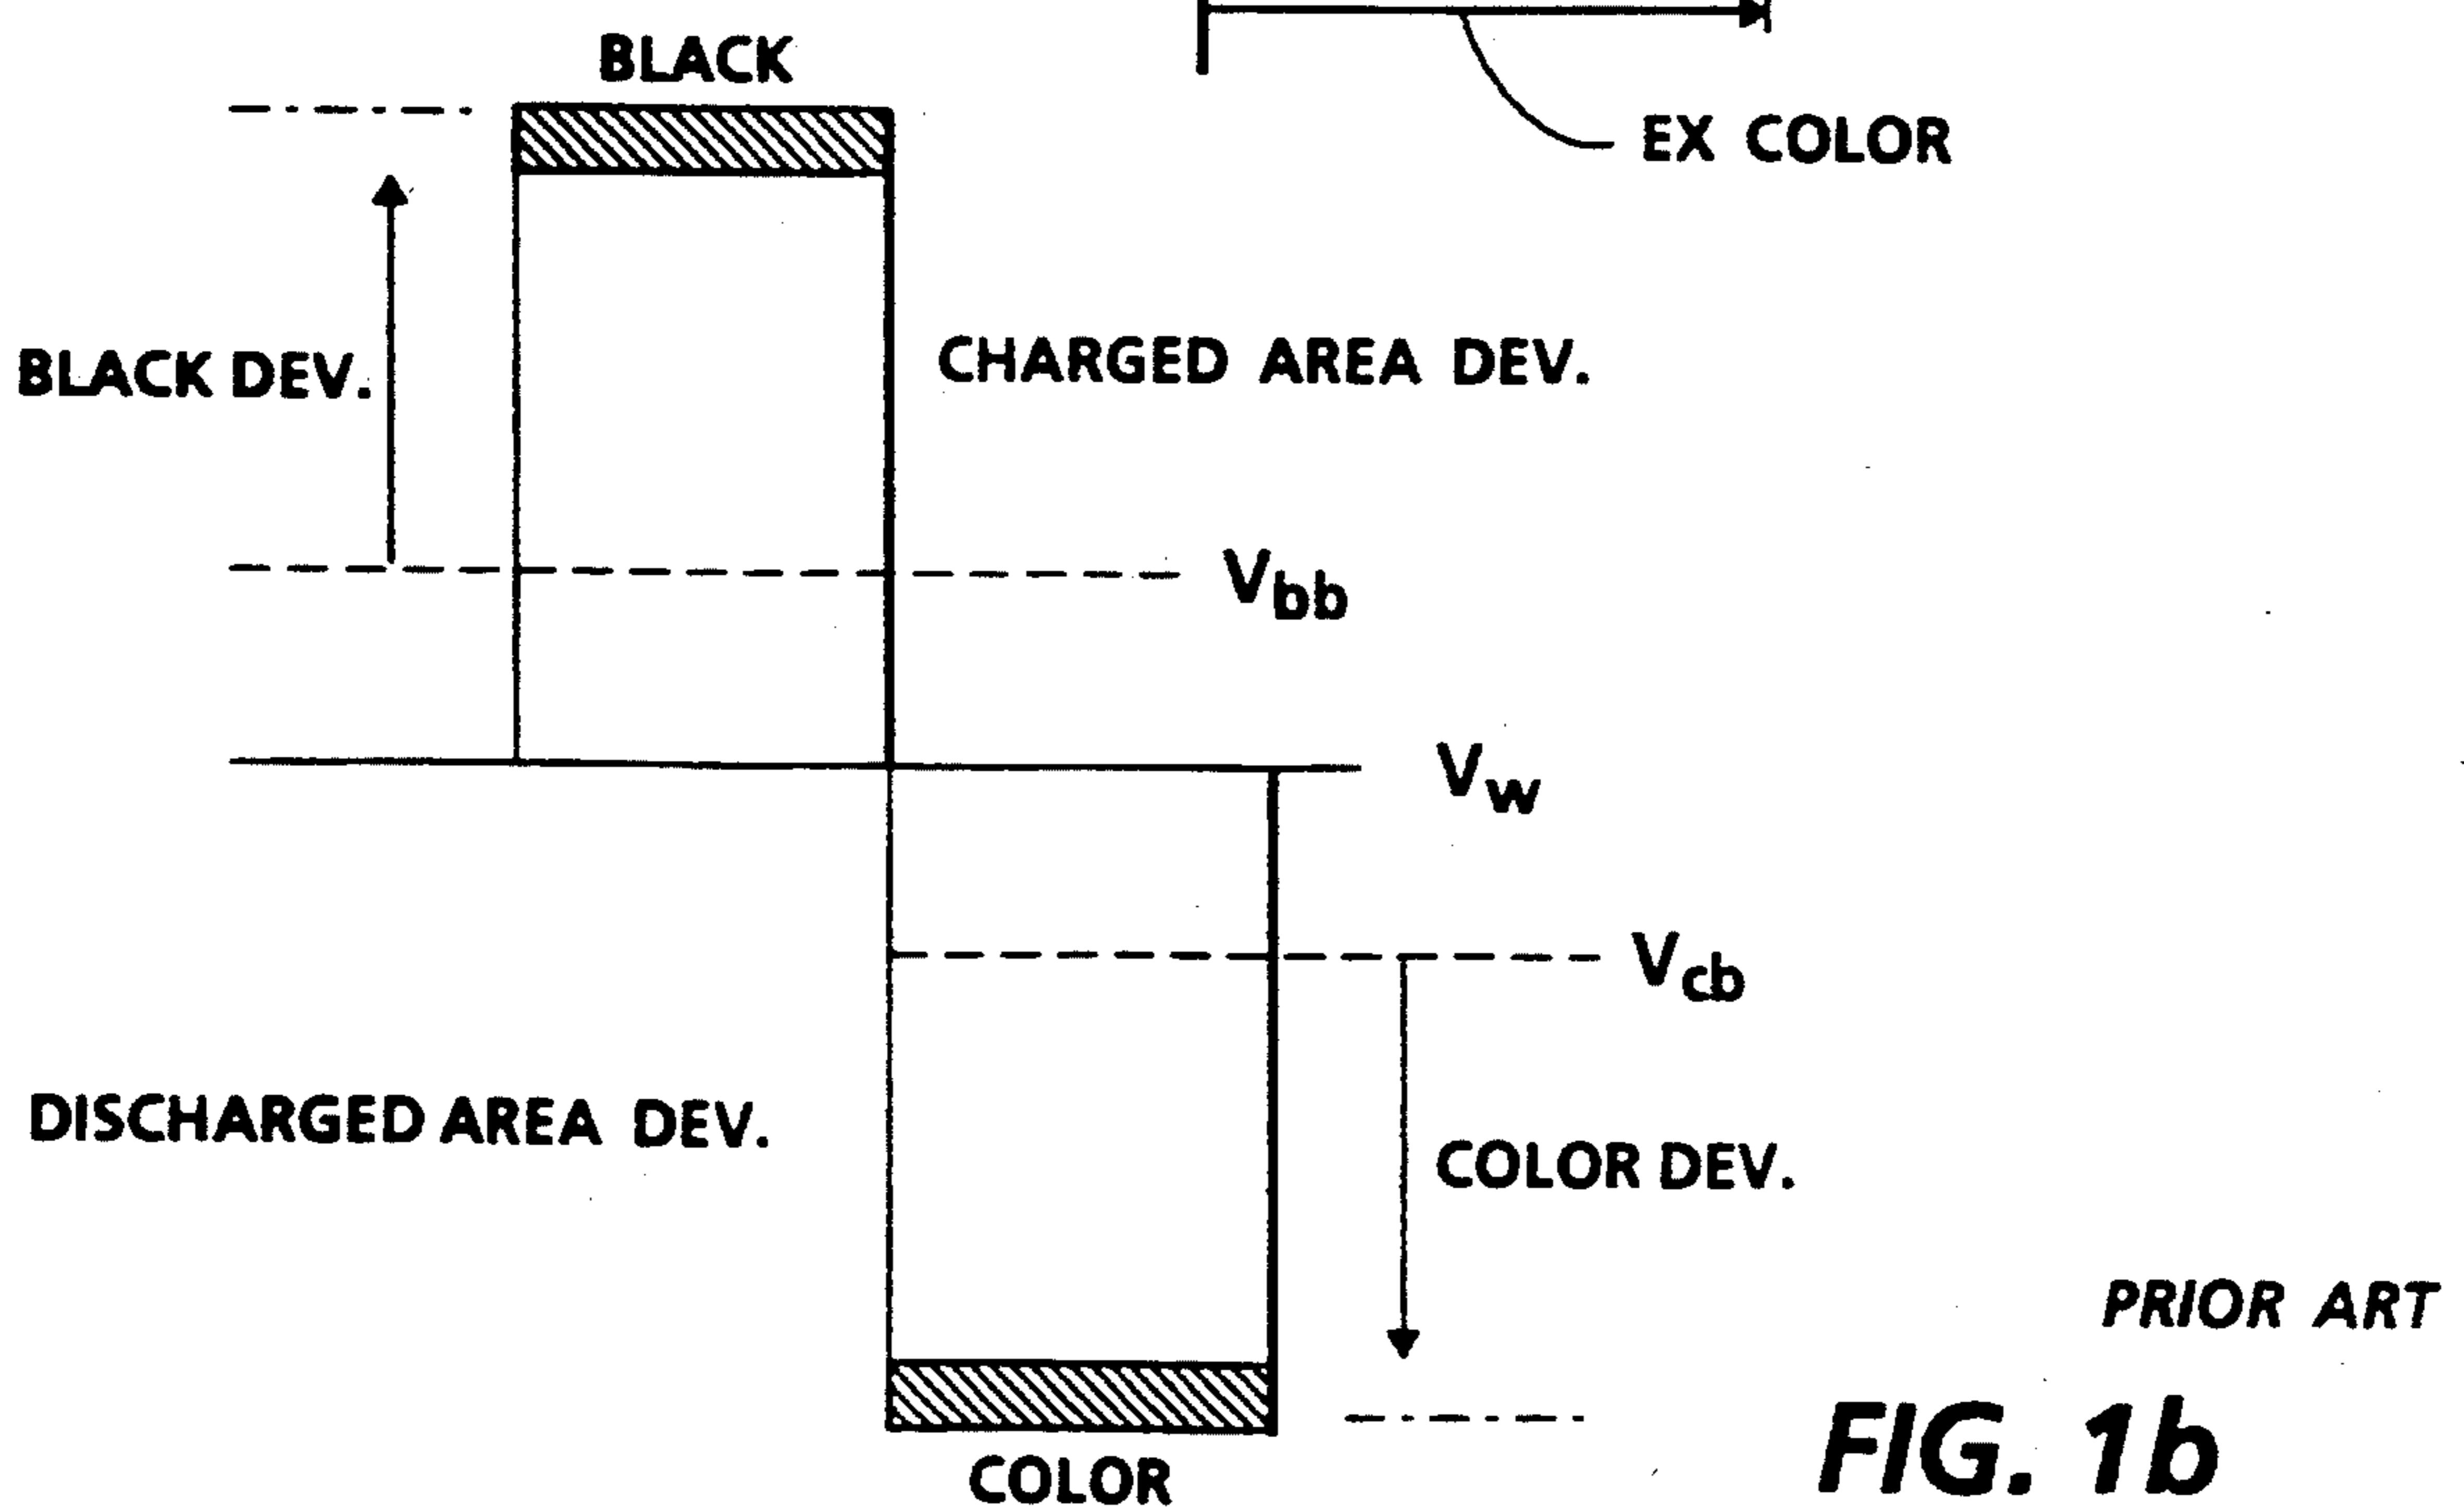 BLACK
EX COLOR
BLACK DEV.
CHARGED AREA DEV.
Vbb
Vw
Vcb
DISCHARGED AREA DEV.
COLOR DEV.
PRIOR ART
COLOR
FIG. 1b